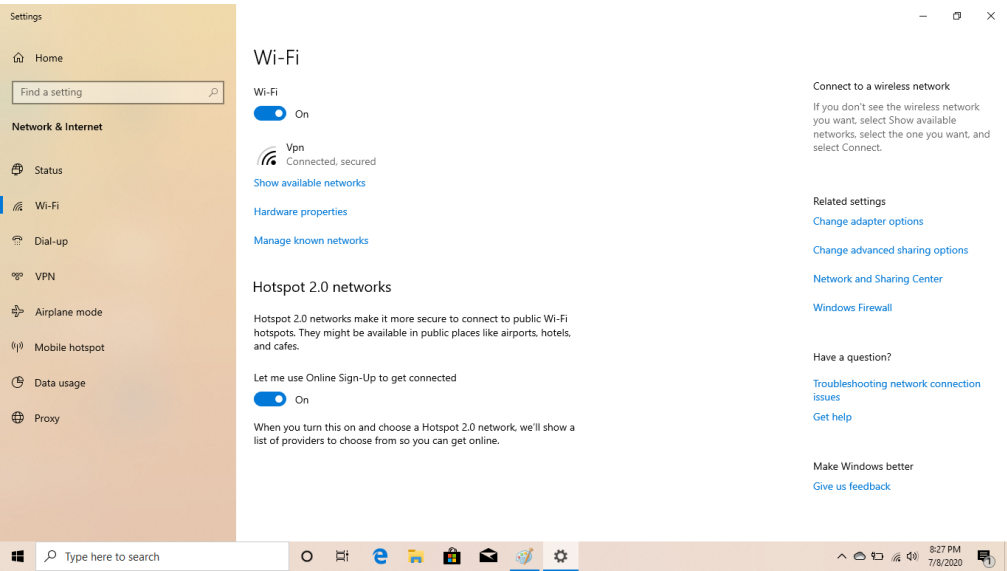 Settings
Home
Find a setting
Network & Internet
Status
Wi-Fi
Dial-up
VPN
Airplane mode
Mobile hotspot
Data usage
Proxy
Wi-Fi
Wi-Fi
On
Vpn
Connected, secured
Show available networks
Hardware properties
Manage known networks
Hotspot 2.0 networks
Hotspot 2.0 networks make it more secure to connect to public Wi-Fi
hotspots. They might be available in public places like airports, hotels,
and cafes.
Let me use Online Sign-Up to get connected
On
When you turn this on and choose a Hotspot 2.0 network, we'll show a
list of providers to choose from so you can get online.
Connect to a wireless network
If you don't see the wireless network
you want, select Show available
networks, select the one you want, and
select Connect.
Related settings
Change adapter options
Change advanced sharing options
Network and Sharing Center
Windows Firewall
Have a question?
Troubleshooting network connection
issues
Get help
Make Windows better
Give us feedback
Type here to search
8:27 PM
7/8/2020
1